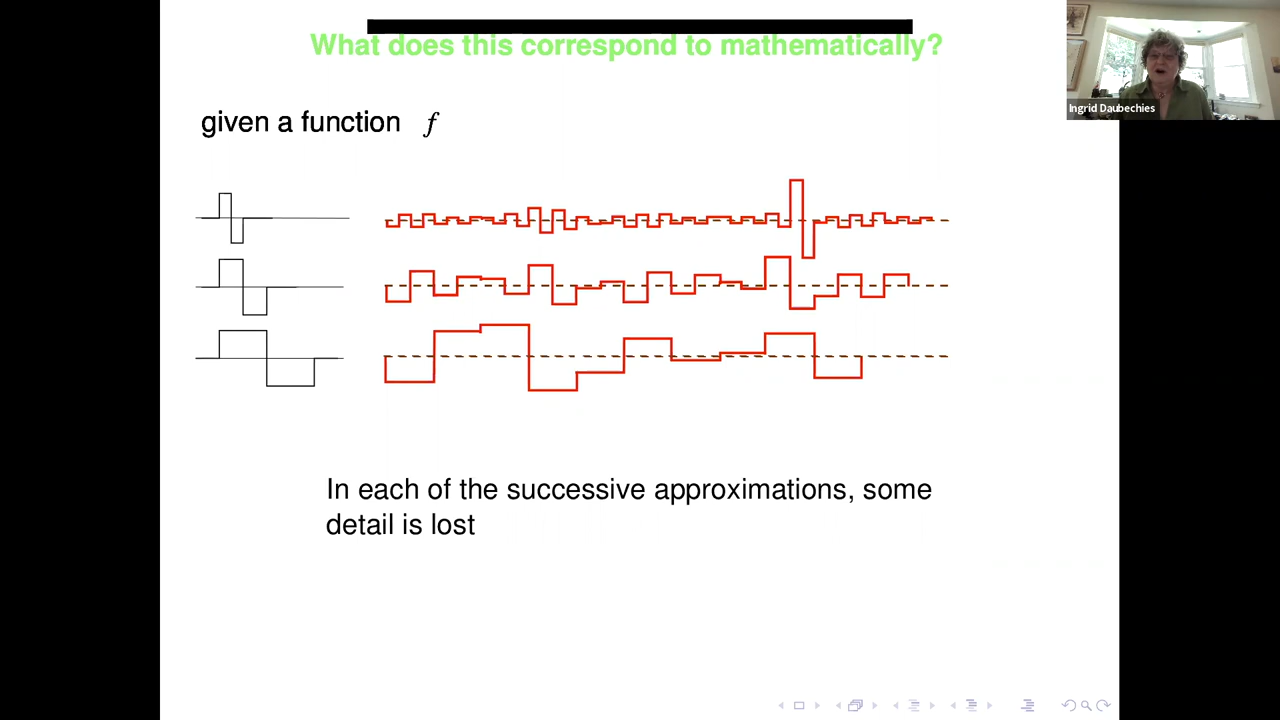 What does this correspond to mathematically?
Ingrid Daubechies
given a function f
In each of the successive approximations, some
detail is lost